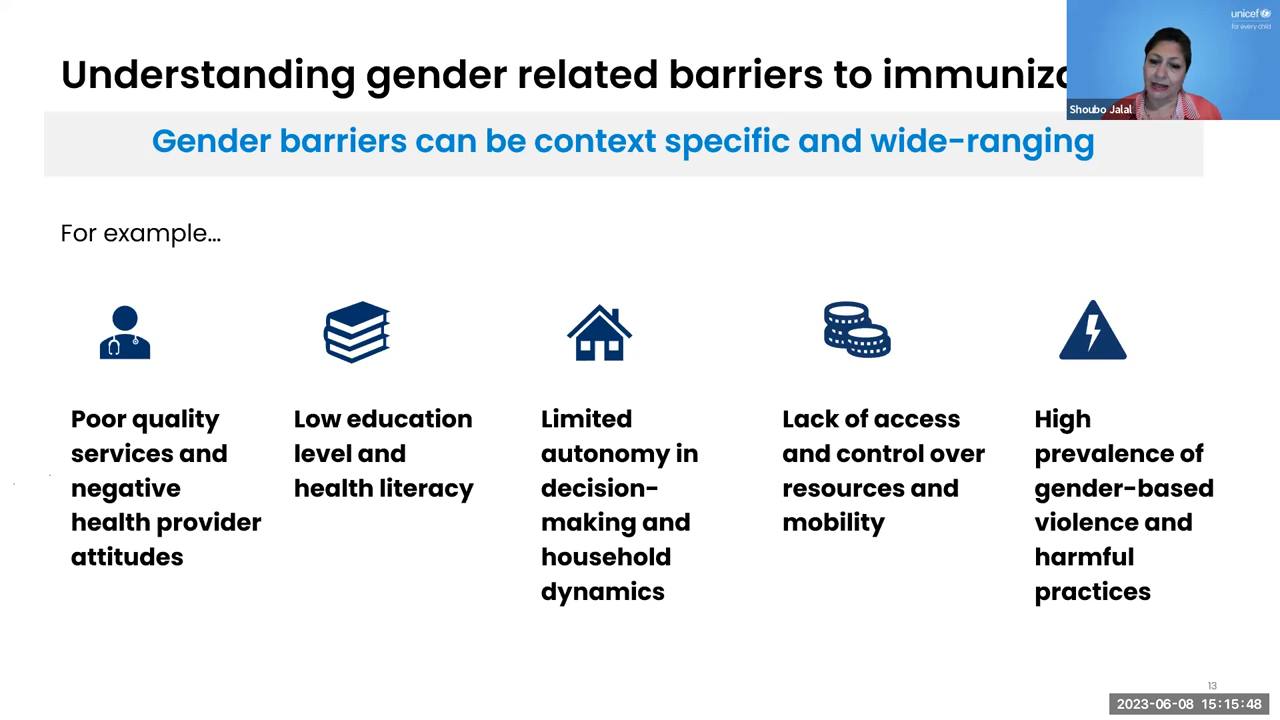 unicef
for every child
Shoubo Jalal
Understanding gender related barriers to
Gender barriers can be context specific and wide-ranging
For example...
Poor quality
services and
negative
health provider
attitudes
Low education
level and
health literacy
Limited
autonomy in
decision-
making and
household
dynamics
Lack of access
and control over
resources and
mobility
High
prevalence of
gender-based
violence and
harmful
practices
13
2023-06-08 15:15:48